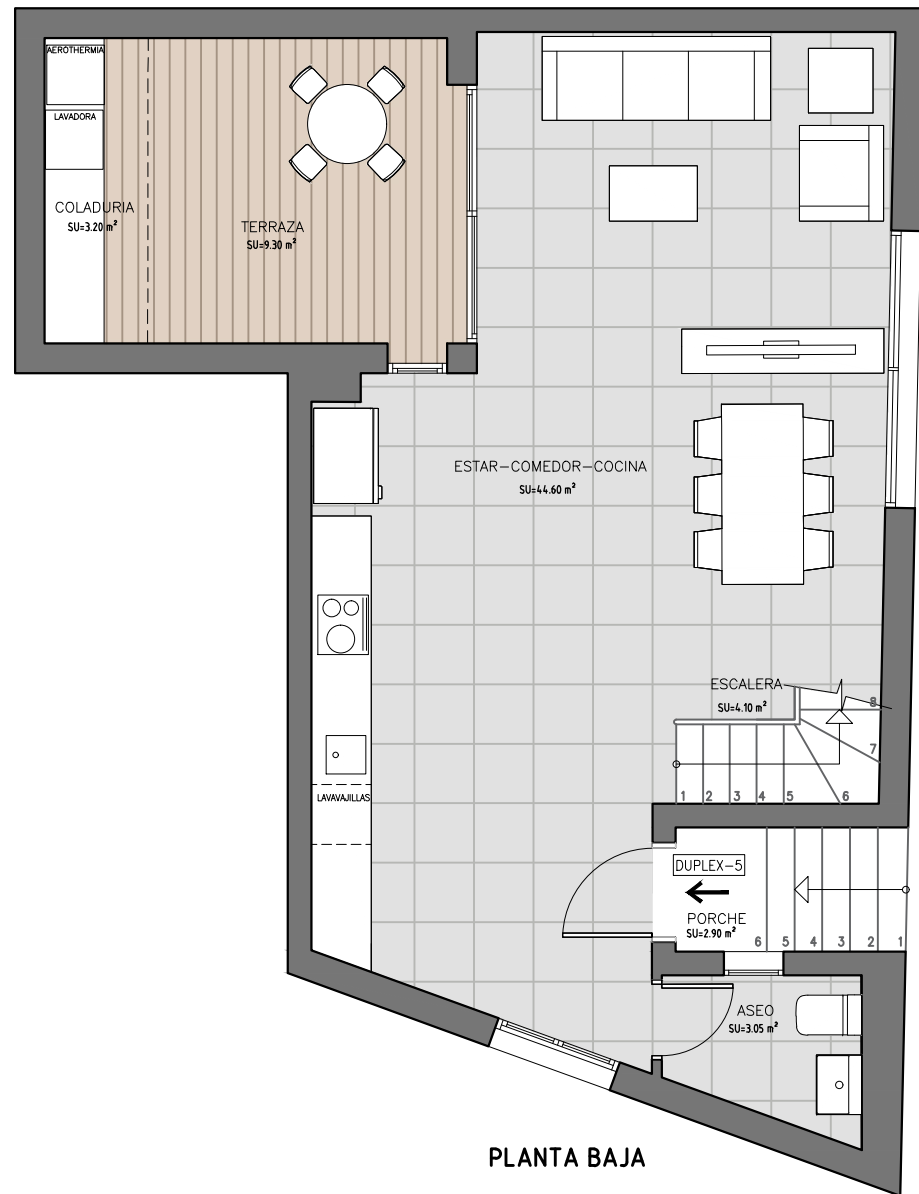 AEROTHERMIA
LAVADORA
COLADURIA
SU=3.20 m²
TERRAZA
SU=9.30 m²
ESTAR-COMEDOR-COCINA
SU=44.60 m²
ESCALERA
SU=4.10 m²
8
7
1 2 3 4 5 6
LAVAVAJILLAS
DUPLEX-5
PORCHE
SU=2.90 m²
6 5 4 3 2 1
ASEO
SU=3.05 m²
PLANTA BAJA